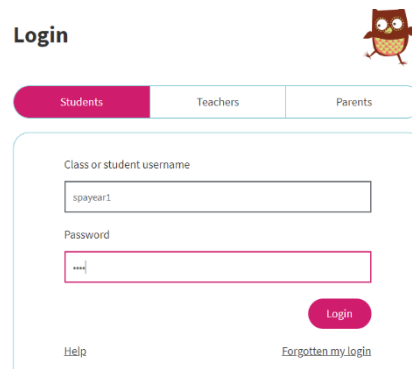 Login
Students Teachers Parents
Class or student username
spayear1
Password
••••
Login
Help Forgotten my login